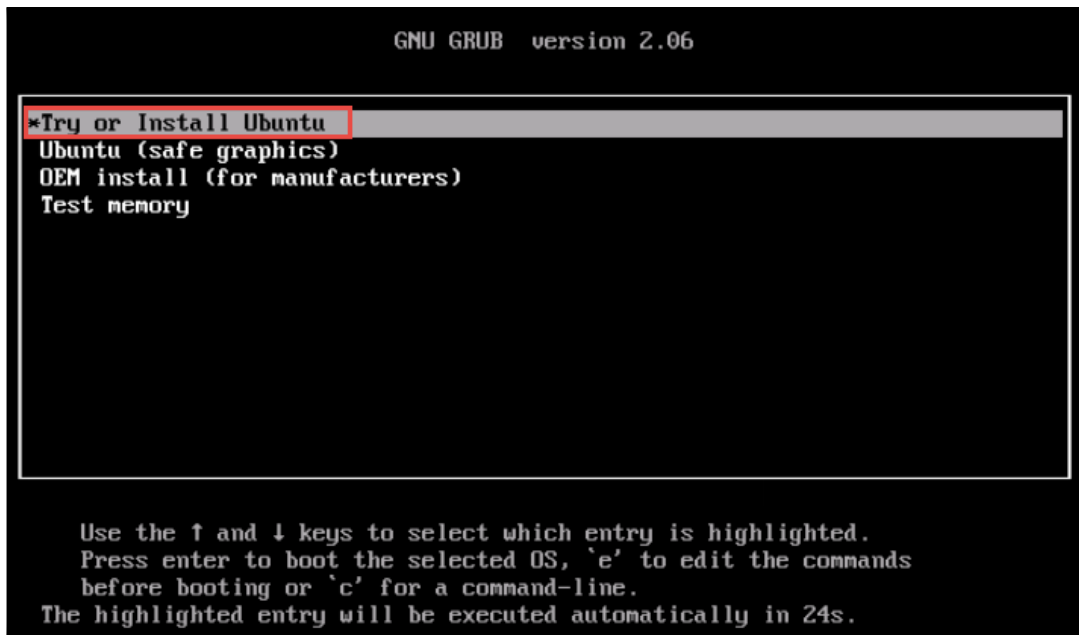 GNU GRUB version 2.06
*Try or Install Ubuntu
Ubuntu (safe graphics)
OEM install (for manufacturers)
Test memory
Use the ↑ and ↓ keys to select which entry is highlighted.
Press enter to boot the selected OS, `e' to edit the commands
before booting or `c' for a command-line.
The highlighted entry will be executed automatically in 24s.